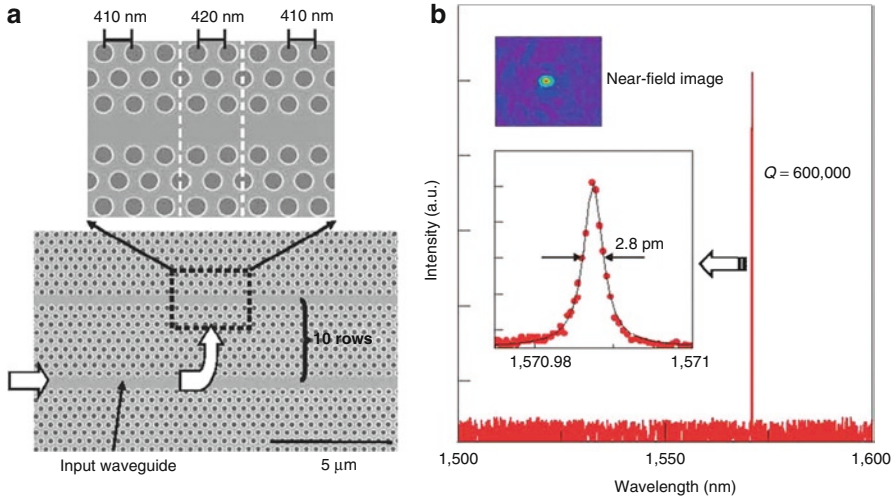 a
410 nm
420 nm
410 nm
10 rows
Input waveguide
5 μm
b
Near-field image
Q = 600,000
Intensity (a.u.)
2.8 pm
1,570.98
1,571
1,500
1,550
1,600
Wavelength (nm)